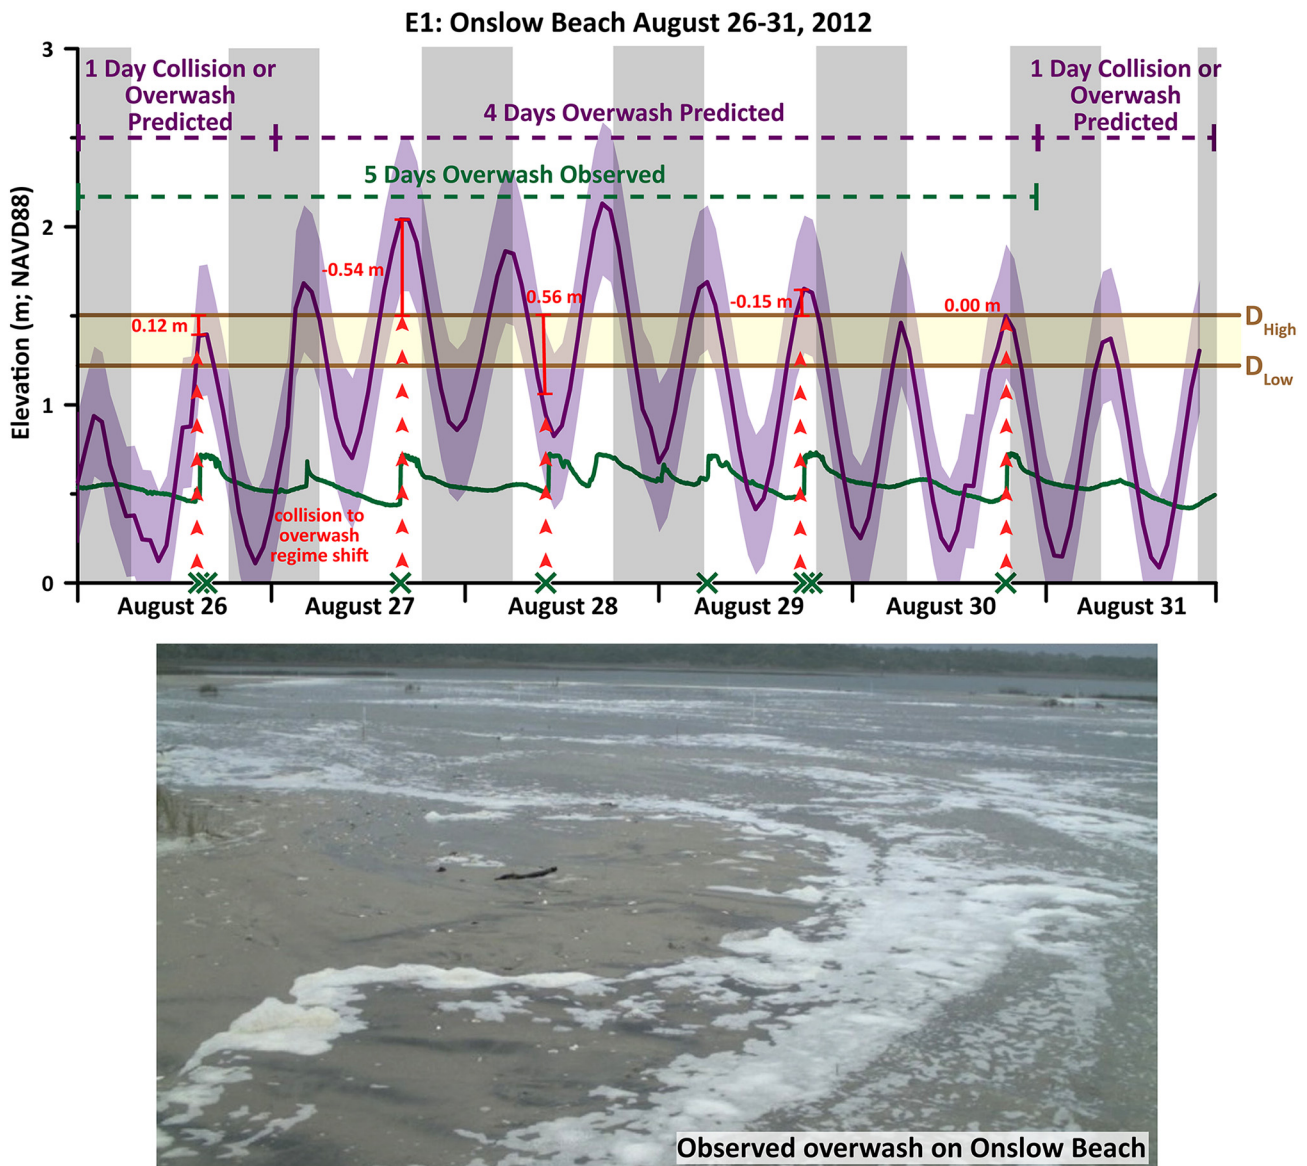 E1: Onslow Beach August 26-31, 2012
Elevation (m; NAVD88)
3
2
1
0
1 Day Collision or
Overwash
Predicted
4 Days Overwash Predicted
1 Day Collision or
Overwash
Predicted
5 Days Overwash Observed
0.12 m
-0.54 m
0.56 m
-0.15 m
0.00 m
D High
D Low
collision to
overwash
regime shift
August 26
August 27
August 28
August 29
August 30
August 31
Observed overwash on Onslow Beach